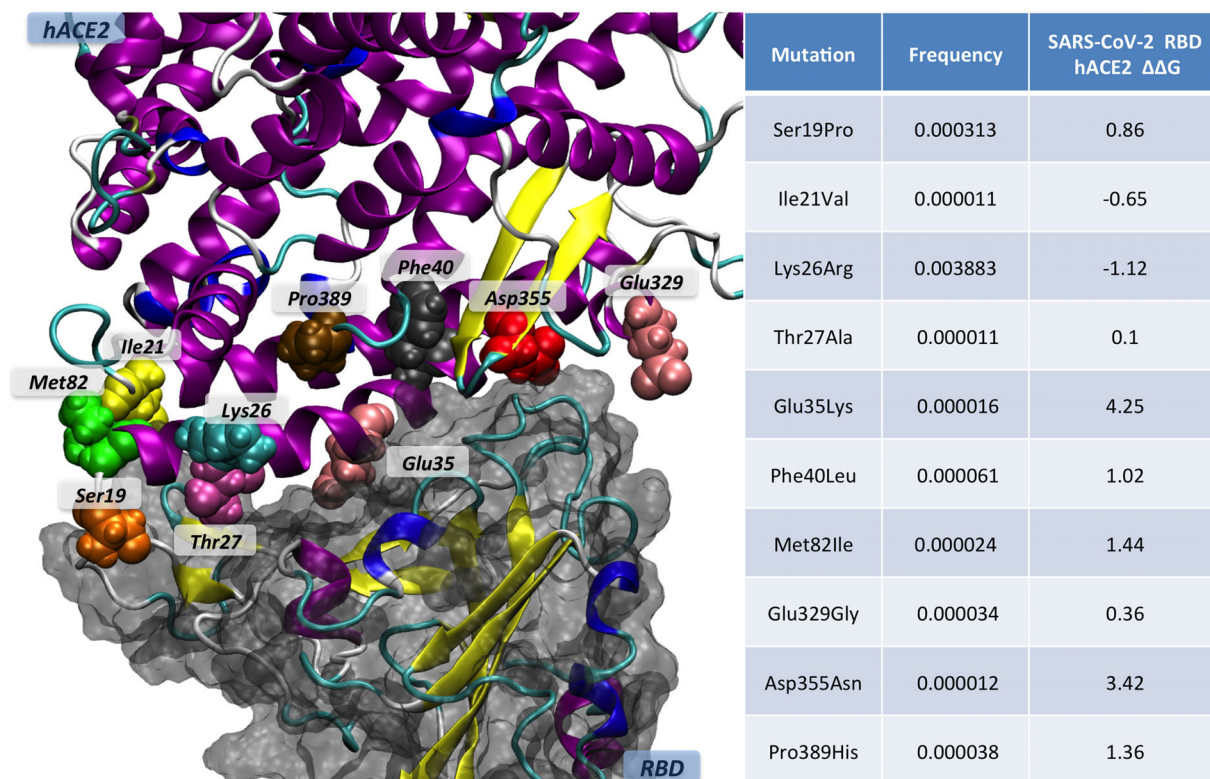 hACE2
Phe40
Glu329
Pro389
Asp355
Ile21
Met82
Lys26
Glu35
Ser19
Thr27
RBD
Mutation Frequency SARS-CoV-2 RBD
hACE2 ΔΔG
Ser19Pro 0.000313 0.86
Ile21Val 0.000011 -0.65
Lys26Arg 0.003883 -1.12
Thr27Ala 0.000011 0.1
Glu35Lys 0.000016 4.25
Phe40Leu 0.000061 1.02
Met82Ile 0.000024 1.44
Glu329Gly 0.000034 0.36
Asp355Asn 0.000012 3.42
Pro389His 0.000038 1.36